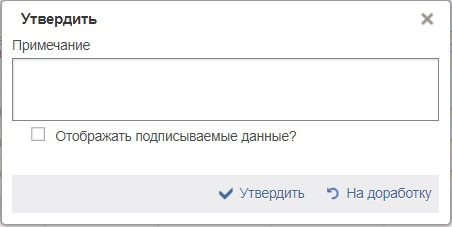 Утвердить
Примечание
Отображать подписываемые данные?
Утвердить На доработку